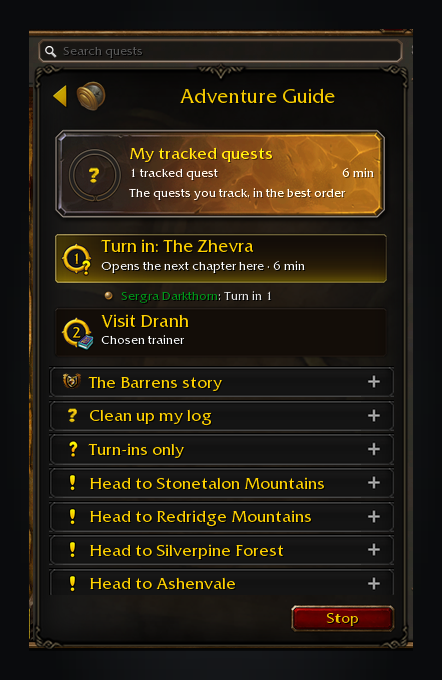 Search quests
Adventure Guide
?
My tracked quests
1 tracked quest 6 min
The quests you track, in the best order
1 ?
Turn in: The Zhevra
Opens the next chapter here · 6 min
Sergra Darkthorn: Turn in 1
2
Visit Dranh
Chosen trainer
The Barrens story +
? Clean up my log +
? Turn-ins only +
! Head to Stonetalon Mountains +
! Head to Redridge Mountains +
! Head to Silverpine Forest +
! Head to Ashenvale +
Stop